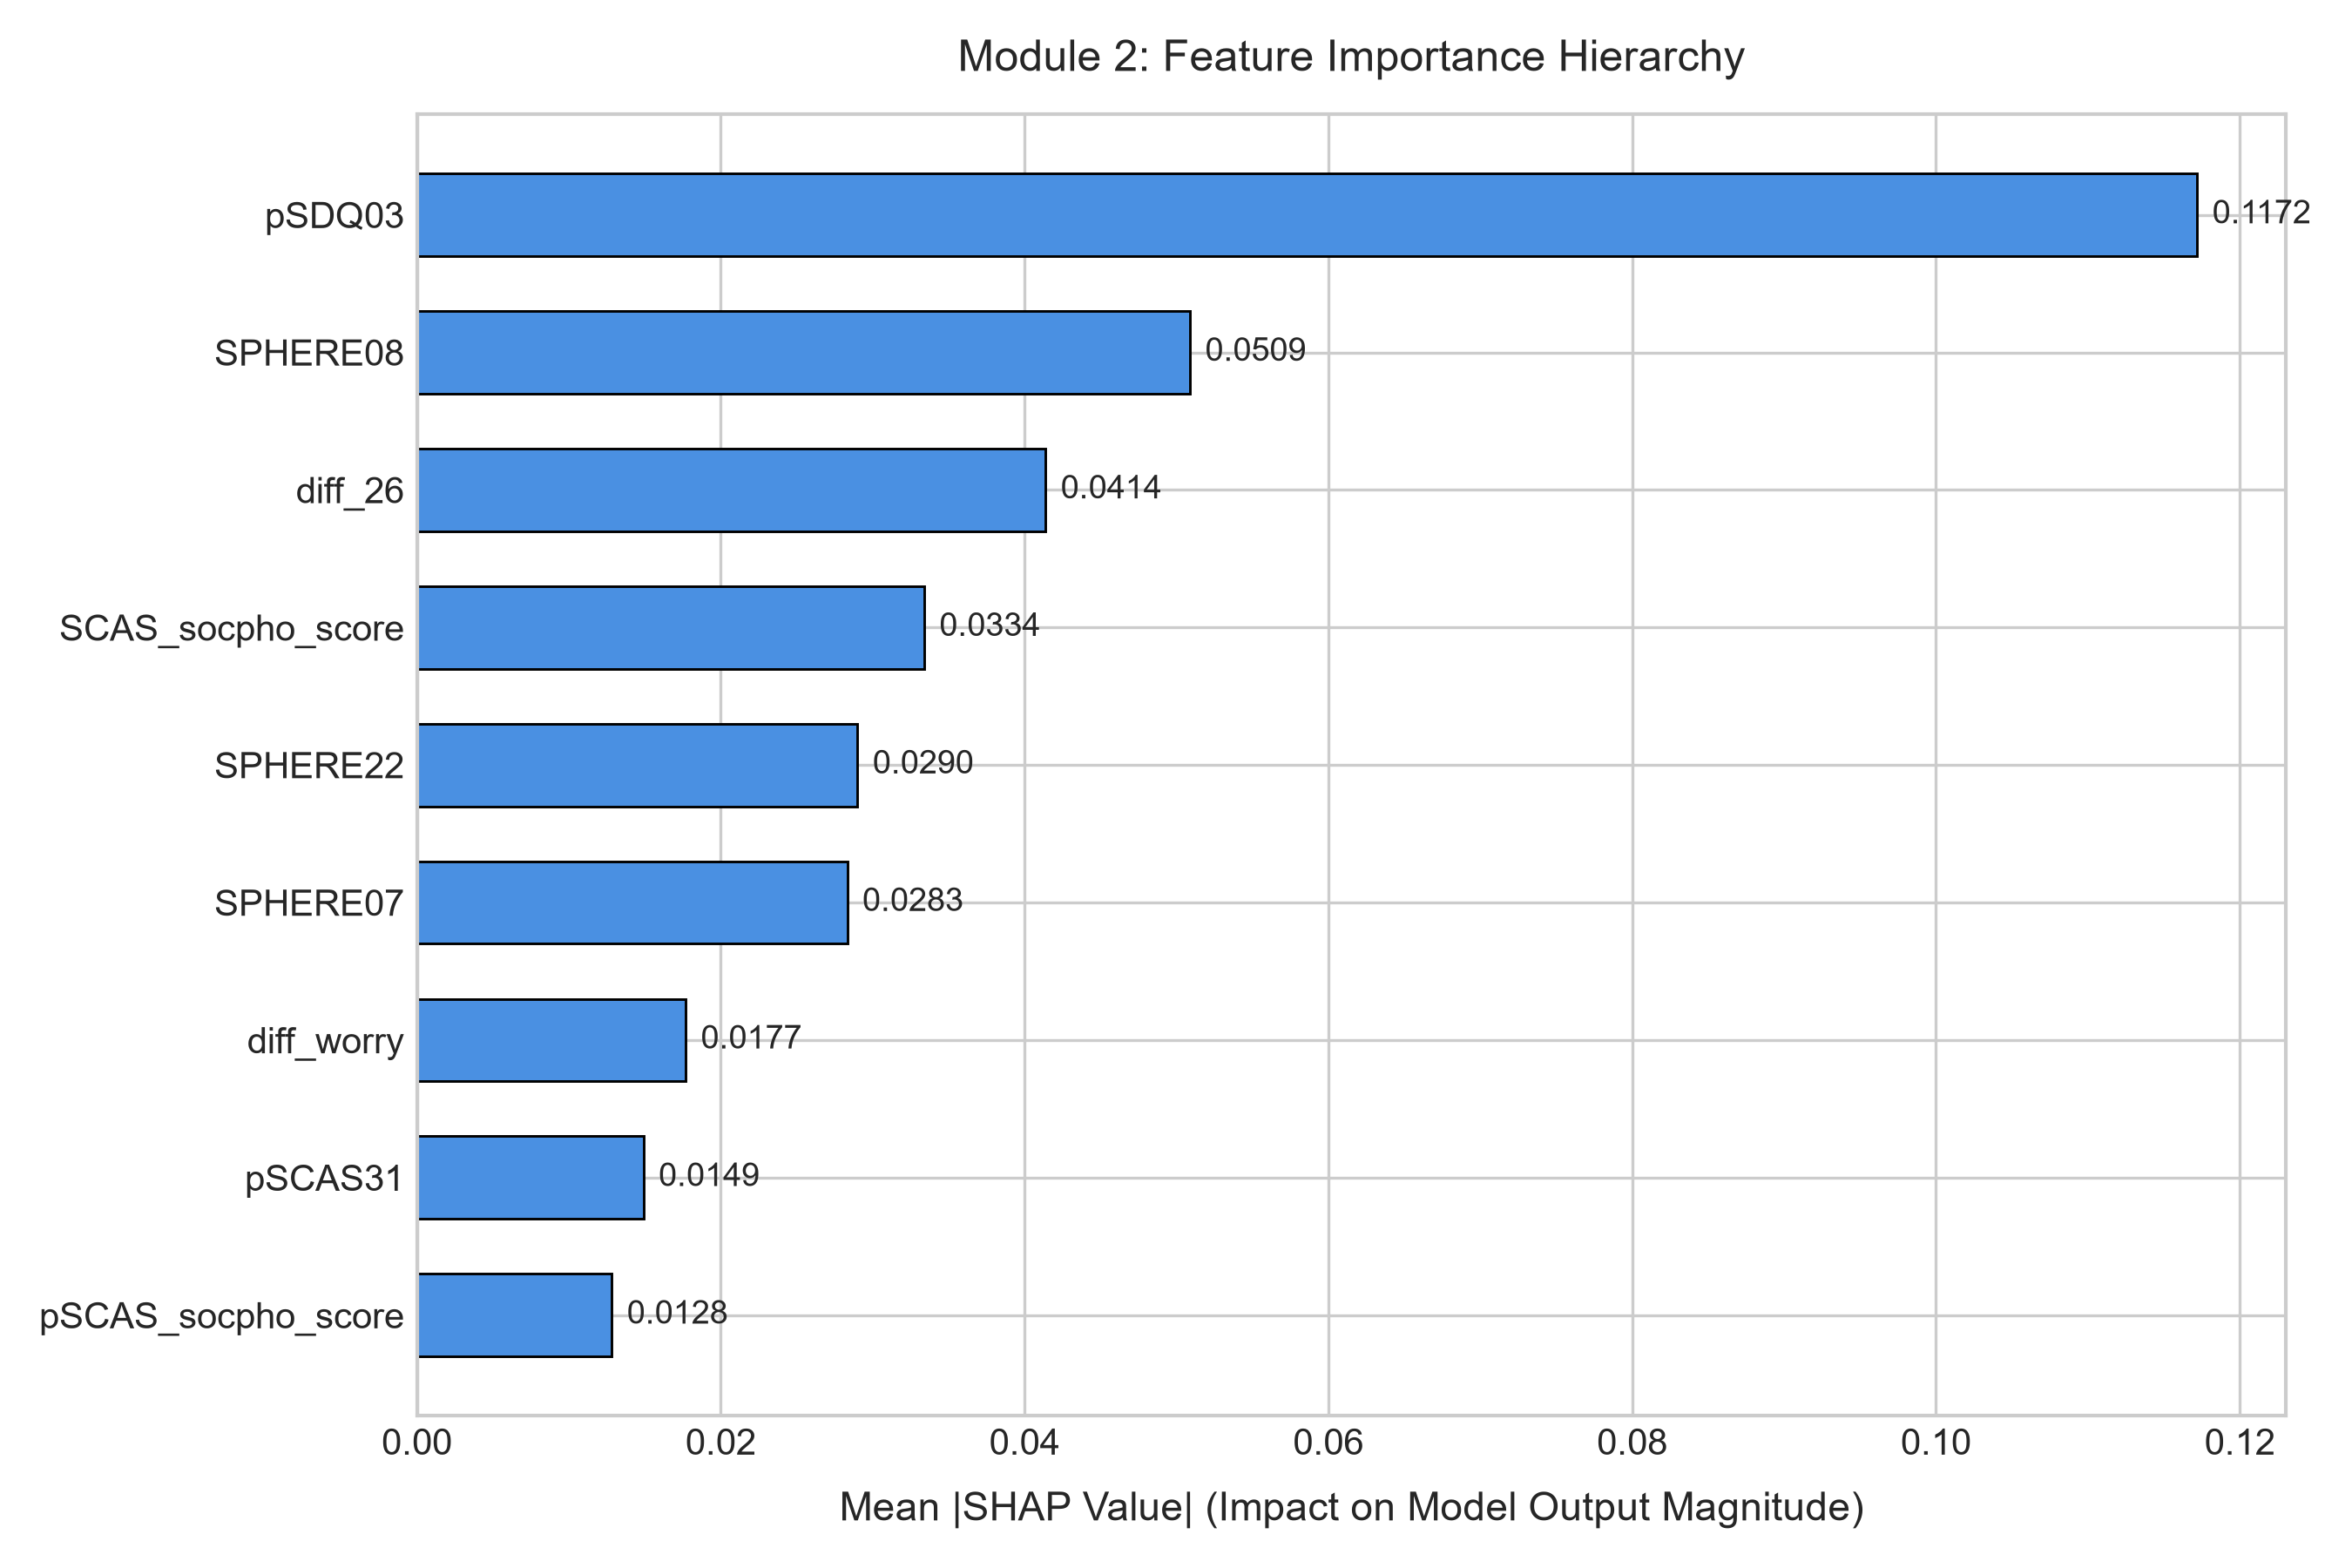 Module 2: Feature Importance Hierarchy
pSDQ03 0.1172
SPHERE08 0.0509
diff_26 0.0414
SCAS_socpho_score 0.0334
SPHERE22 0.0290
SPHERE07 0.0283
diff_worry 0.0177
pSCAS31 0.0149
pSCAS_socpho_score 0.0128
0.00 0.02 0.04 0.06 0.08 0.10 0.12
Mean |SHAP Value| (Impact on Model Output Magnitude)